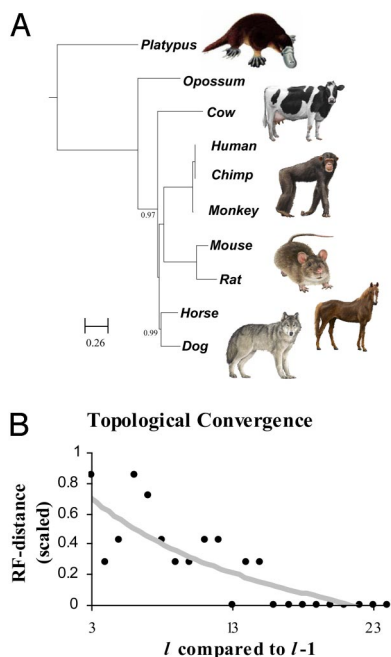 A
Platypus
Opossum
Cow
Human
Chimp
0.97
Monkey
Mouse
Rat
Horse
0.99
Dog
0.26
B
Topological Convergence
RF-distance
(scaled)
1
0.8
0.6
0.4
0.2
0
3 13 23
l compared to l-1